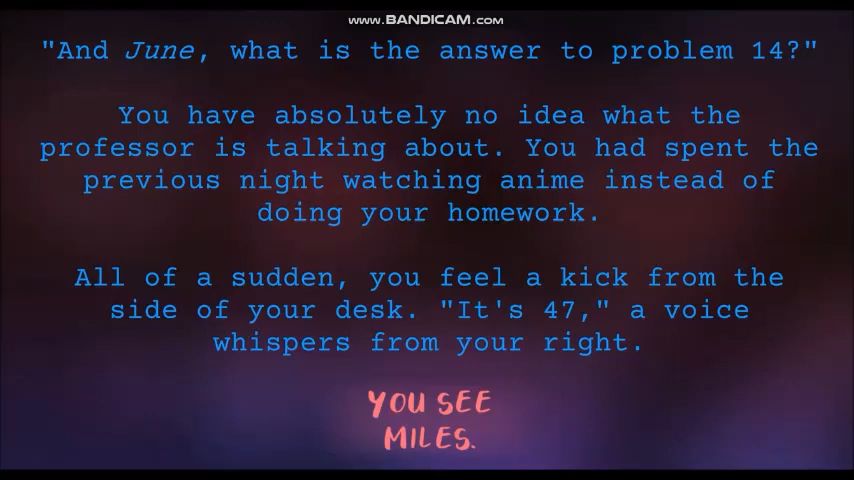 www.BANDICAM.com
"And June, what is the answer to problem 14?"
You have absolutely no idea what the
professor is talking about. You had spent the
previous night watching anime instead of
doing your homework.
All of a sudden, you feel a kick from the
side of your desk. "It's 47," a voice
whispers from your right.
YOU SEE
MILES.